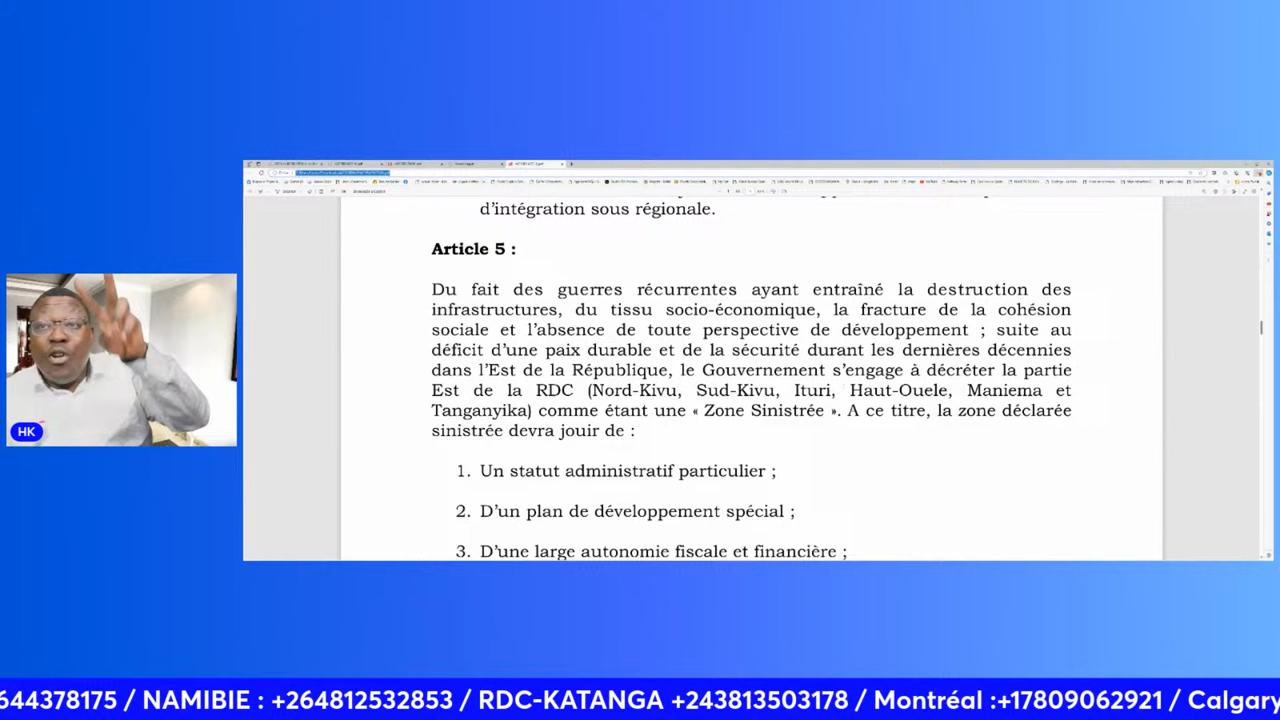 d’intégration sous régionale.
Article 5 :
Du fait des guerres récurrentes ayant entraîné la destruction des
infrastructures, du tissu socio-économique, la fracture de la cohésion
sociale et l’absence de toute perspective de développement ; suite au
déficit d’une paix durable et de la sécurité durant les dernières décennies
dans l’Est de la République, le Gouvernement s’engage à décréter la partie
Est de la RDC (Nord-Kivu, Sud-Kivu, Ituri, Haut-Ouele, Maniema et
Tanganyika) comme étant une « Zone Sinistrée ». A ce titre, la zone déclarée
sinistrée devra jouir de :
1. Un statut administratif particulier ;
2. D’un plan de développement spécial ;
3. D’une large autonomie fiscale et financière ;
HK
644378175 / NAMIBIE : +264812532853 / RDC-KATANGA +243813503178 / Montréal :+17809062921 / Calgary